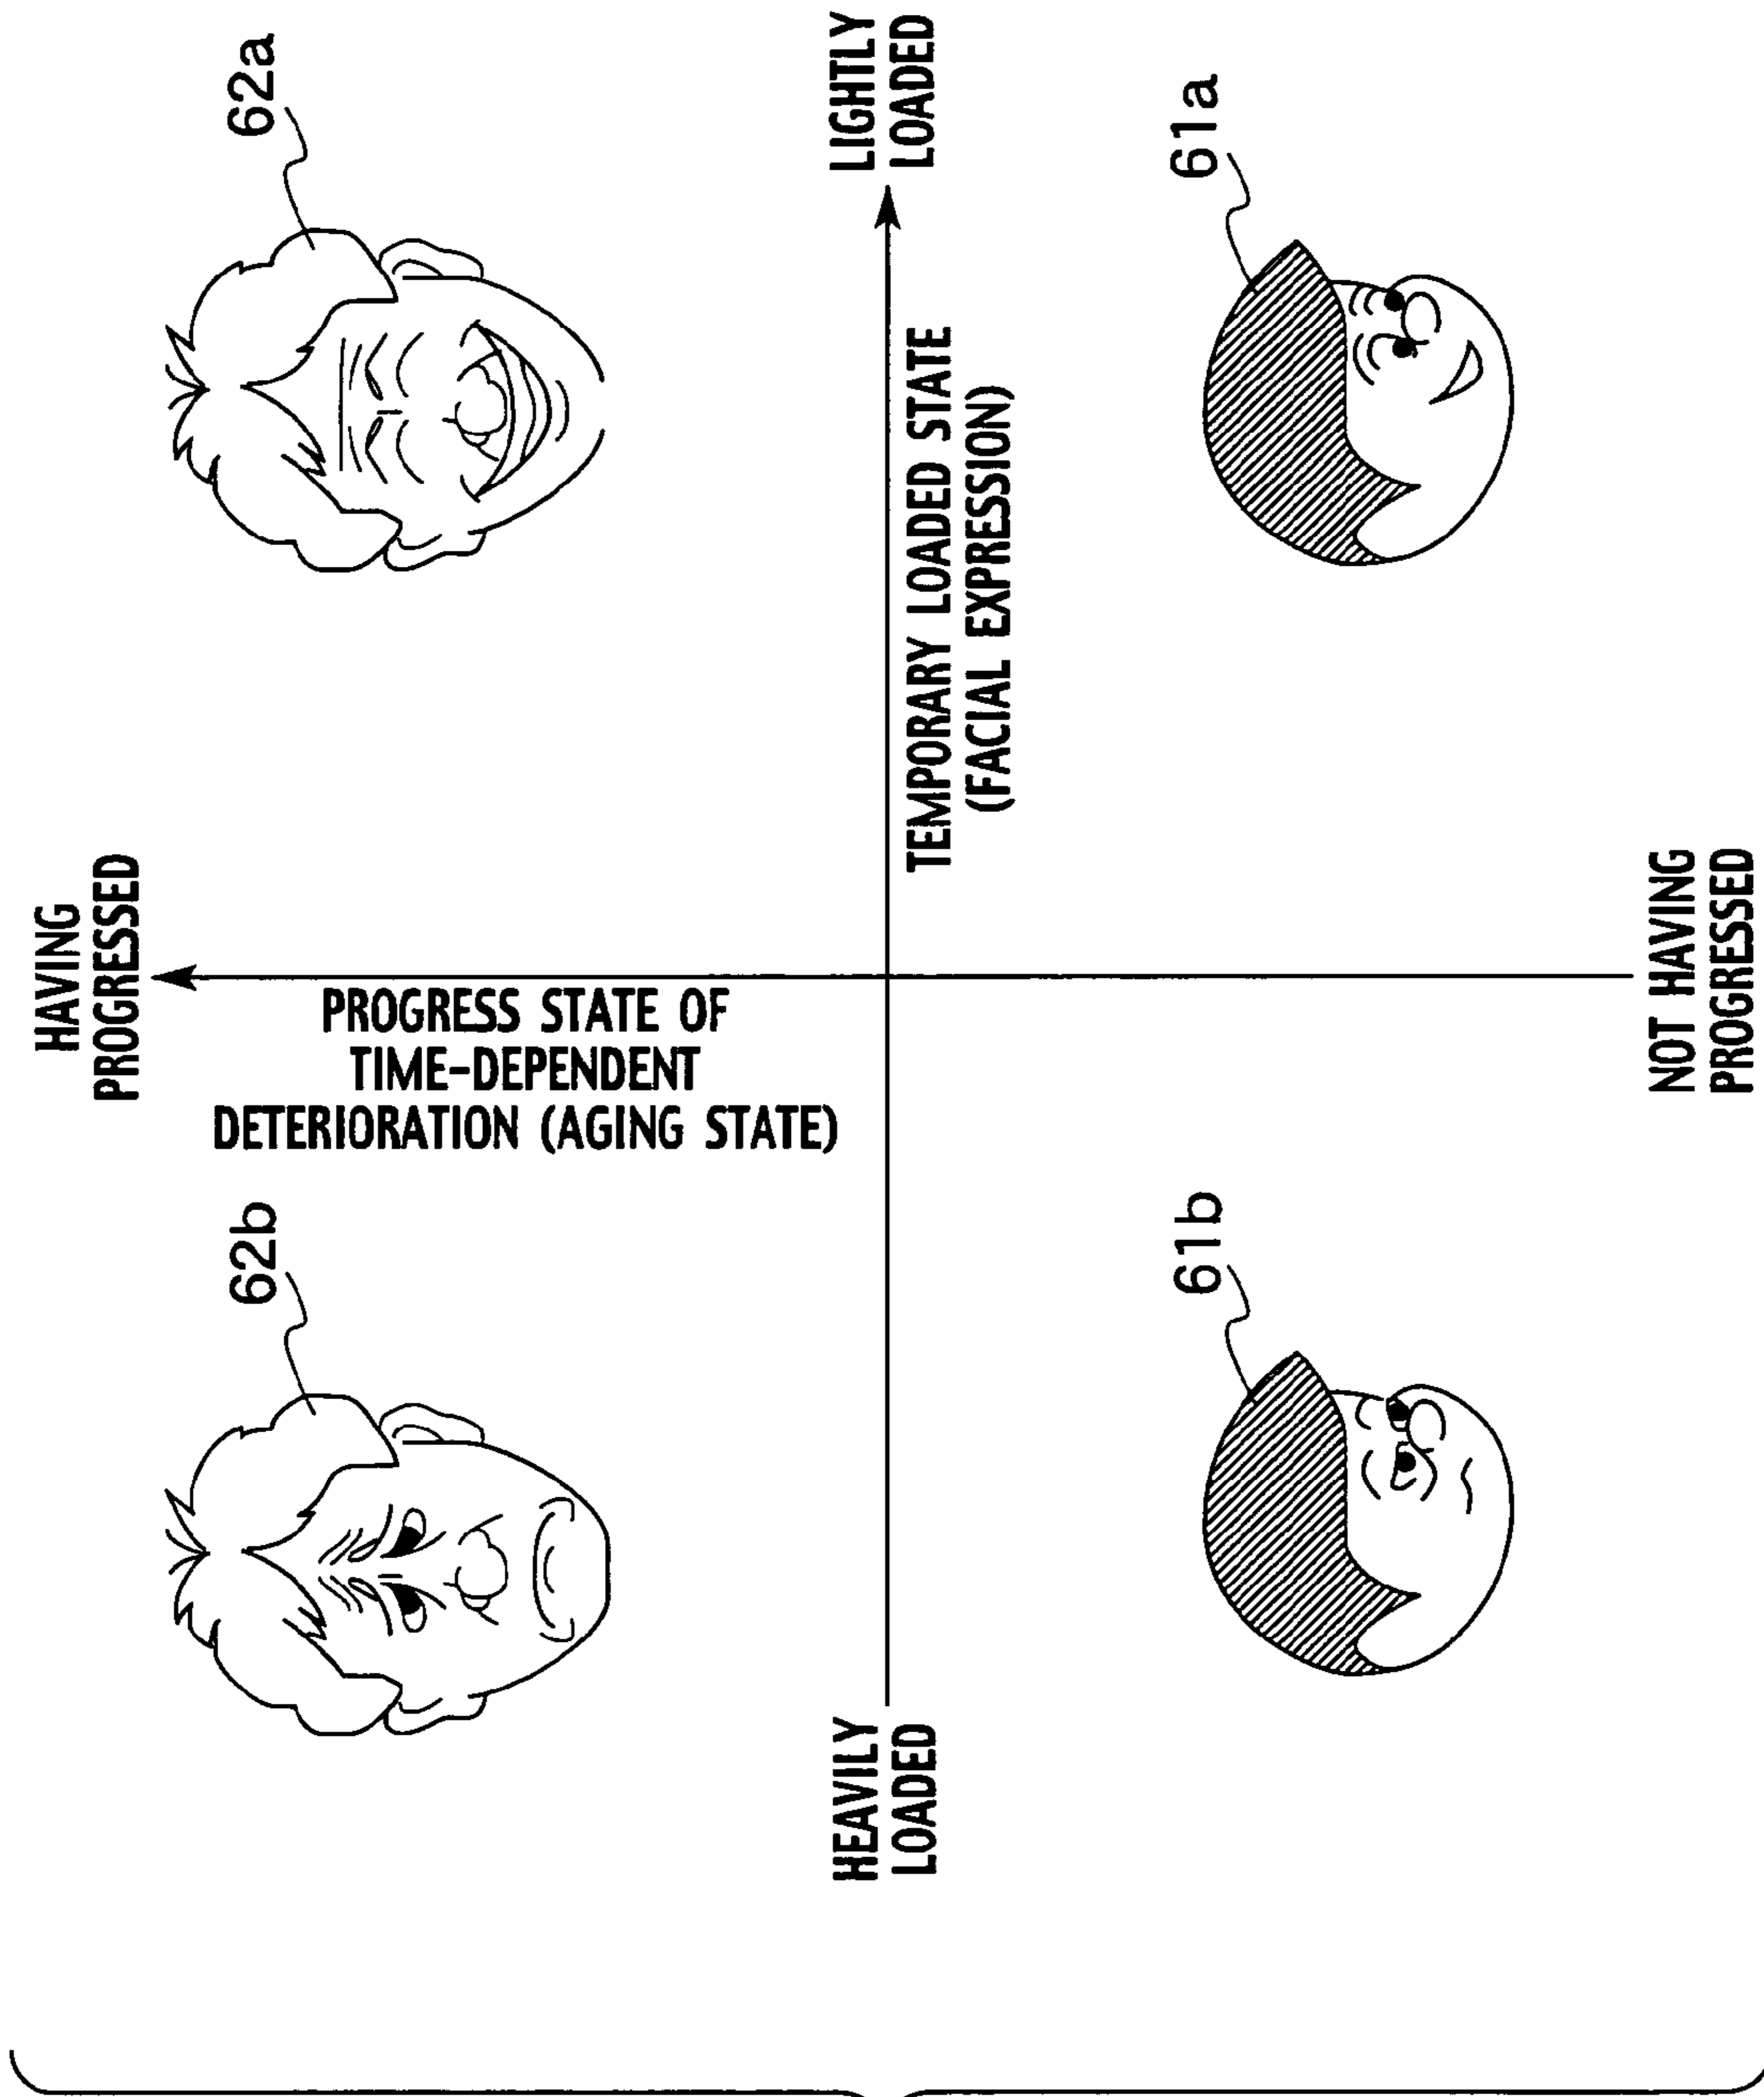 HAVING
PROGRESSED
62b
62a
PROGRESS STATE OF
TIME-DEPENDENT
DETERIORATION (AGING STATE)
HEAVILY
LOADED
LIGHTLY
LOADED
TEMPORARY LOADED STATE
(FACIAL EXPRESSION)
61b
61a
NOT HAVING
PROGRESSED